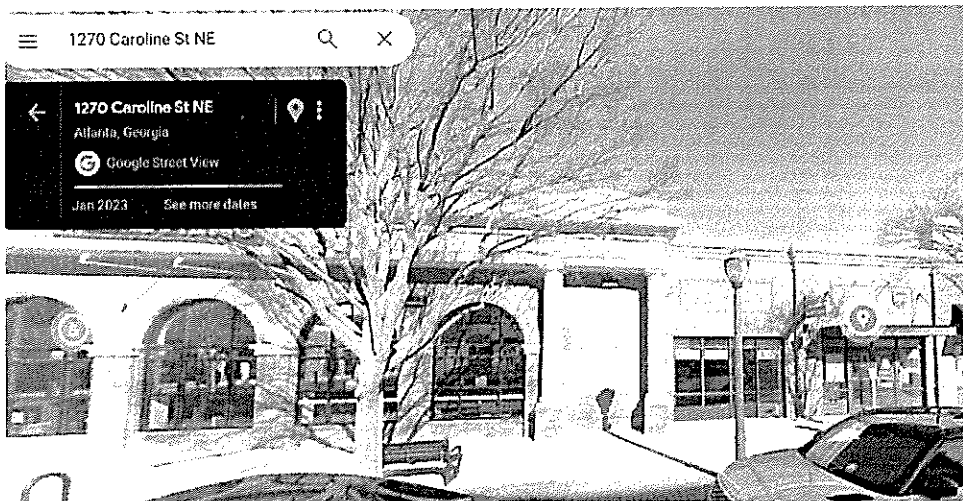 1270 Caroline St NE
1270 Caroline St NE
Atlanta, Georgia
G Google Street View
Jan 2023 See more dates